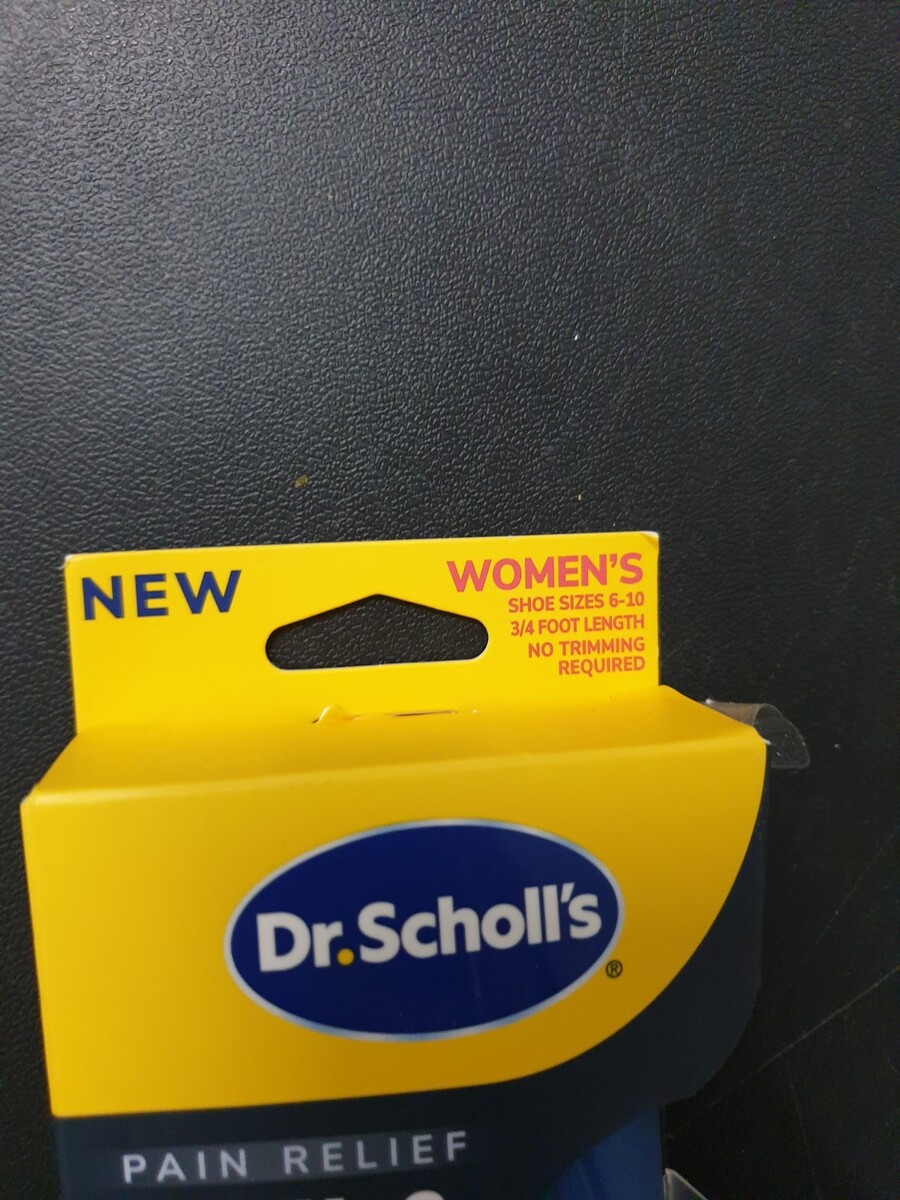 NEW
WOMEN'S
SHOE SIZES 6-10
3/4 FOOT LENGTH
NO TRIMMING
REQUIRED
Dr.Scholl's
®
PAIN RELIEF